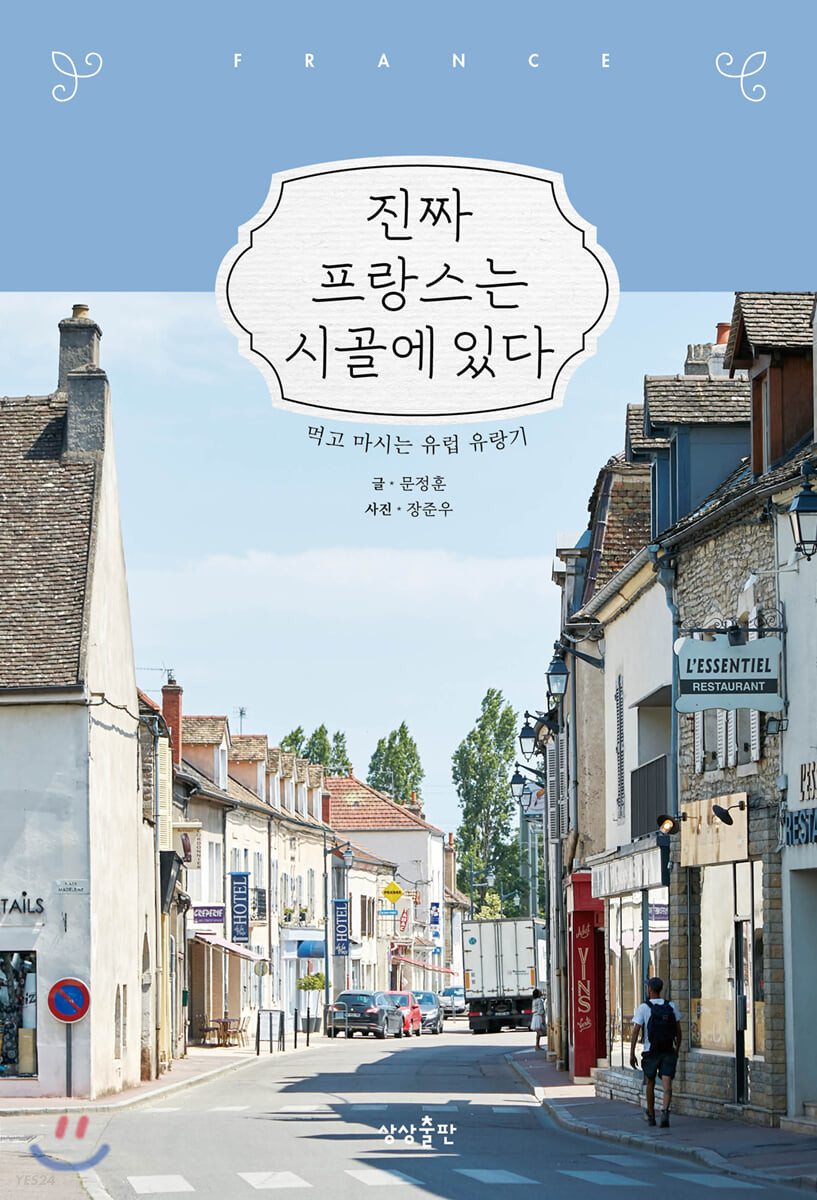 FRANCE
진짜
프랑스는
시골에 있다
먹고 마시는 유럽 유랑기
글 * 문정훈
사진 * 장준우
L'ESSENTIEL
RESTAURANT
TAILS
CREPERIE
HOTEL
HOTEL
VINS
상상출판
YES24